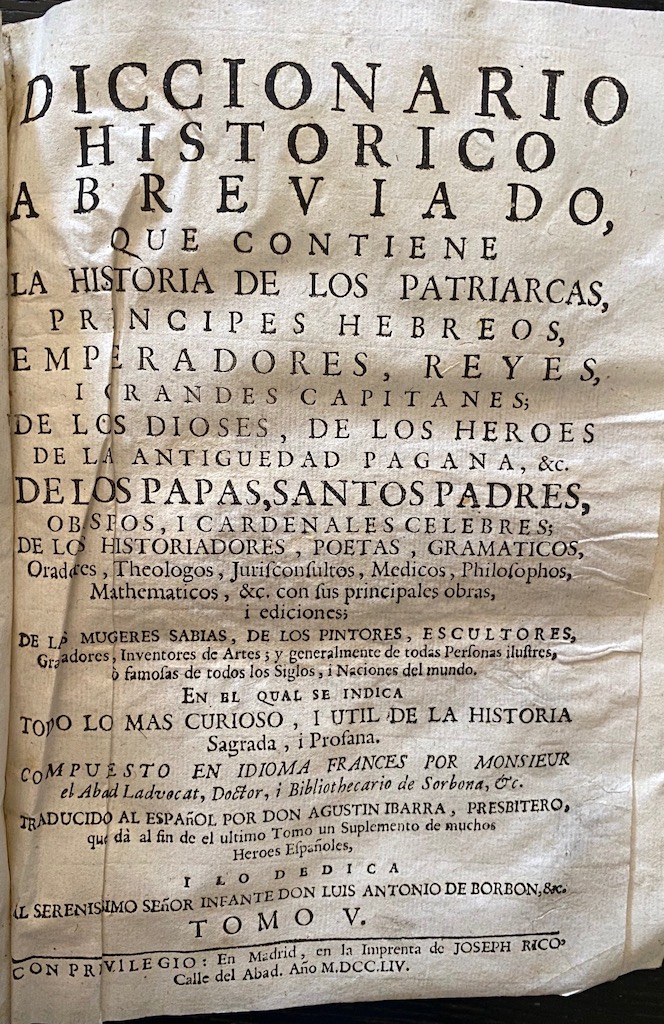 DICCIONARIO
HISTORICO
ABREVIADO,
QUE CONTIENE
LA HISTORIA DE LOS PATRIARCAS,
PRINCIPES HEBREOS,
EMPERADORES, REYES,
I GRANDES CAPITANES;
DE LOS DIOSES, DE LOS HEROES
DE LA ANTIGUEDAD PAGANA, &c.
DE LOS PAPAS, SANTOS PADRES,
OBISPOS, I CARDENALES CELEBRES;
DE LOS HISTORIADORES, POETAS, GRAMATICOS,
Oradores, Theologos, Juriſconſultos, Medicos, Philoſophos,
Mathematicos, &c. con ſus principales obras,
i ediciones;
DE LAS MUGERES SABIAS, DE LOS PINTORES, ESCULTORES,
Gravadores, Inventores de Artes; y generalmente de todas Perſonas iluſtres,
ò famoſas de todos los Siglos, i Naciones del mundo.
EN EL QUAL SE INDICA
TODO LO MAS CURIOSO, I UTIL DE LA HISTORIA
Sagrada, i Profana.
COMPUESTO EN IDIOMA FRANCES POR MONSIEUR
el Abad Ladvocat, Doctor, i Bibliothecario de Sorbona, &c.
TRADUCIDO AL ESPAñOL POR DON AGUSTIN IBARRA, PRESBITERO,
que dà al fin de el ultimo Tomo un Suplemento de muchos
Heroes Eſpañoles,
I LO DEDICA
AL SERENISSIMO SEñOR INFANTE DON LUIS ANTONIO DE BORBON, &c.
TOMO V.
CON PRIVILEGIO: En Madrid, en la Imprenta de JOSEPH RICO,
Calle del Abad. Año M.DCC.LIV.